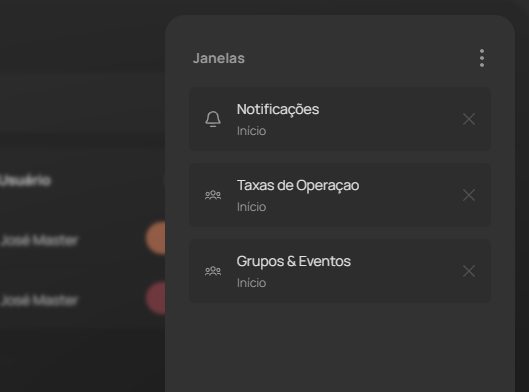 Janelas
Notificações
Início
Taxas de Operaçao
Início
Grupos & Eventos
Início
Usuário
José Master
José Master